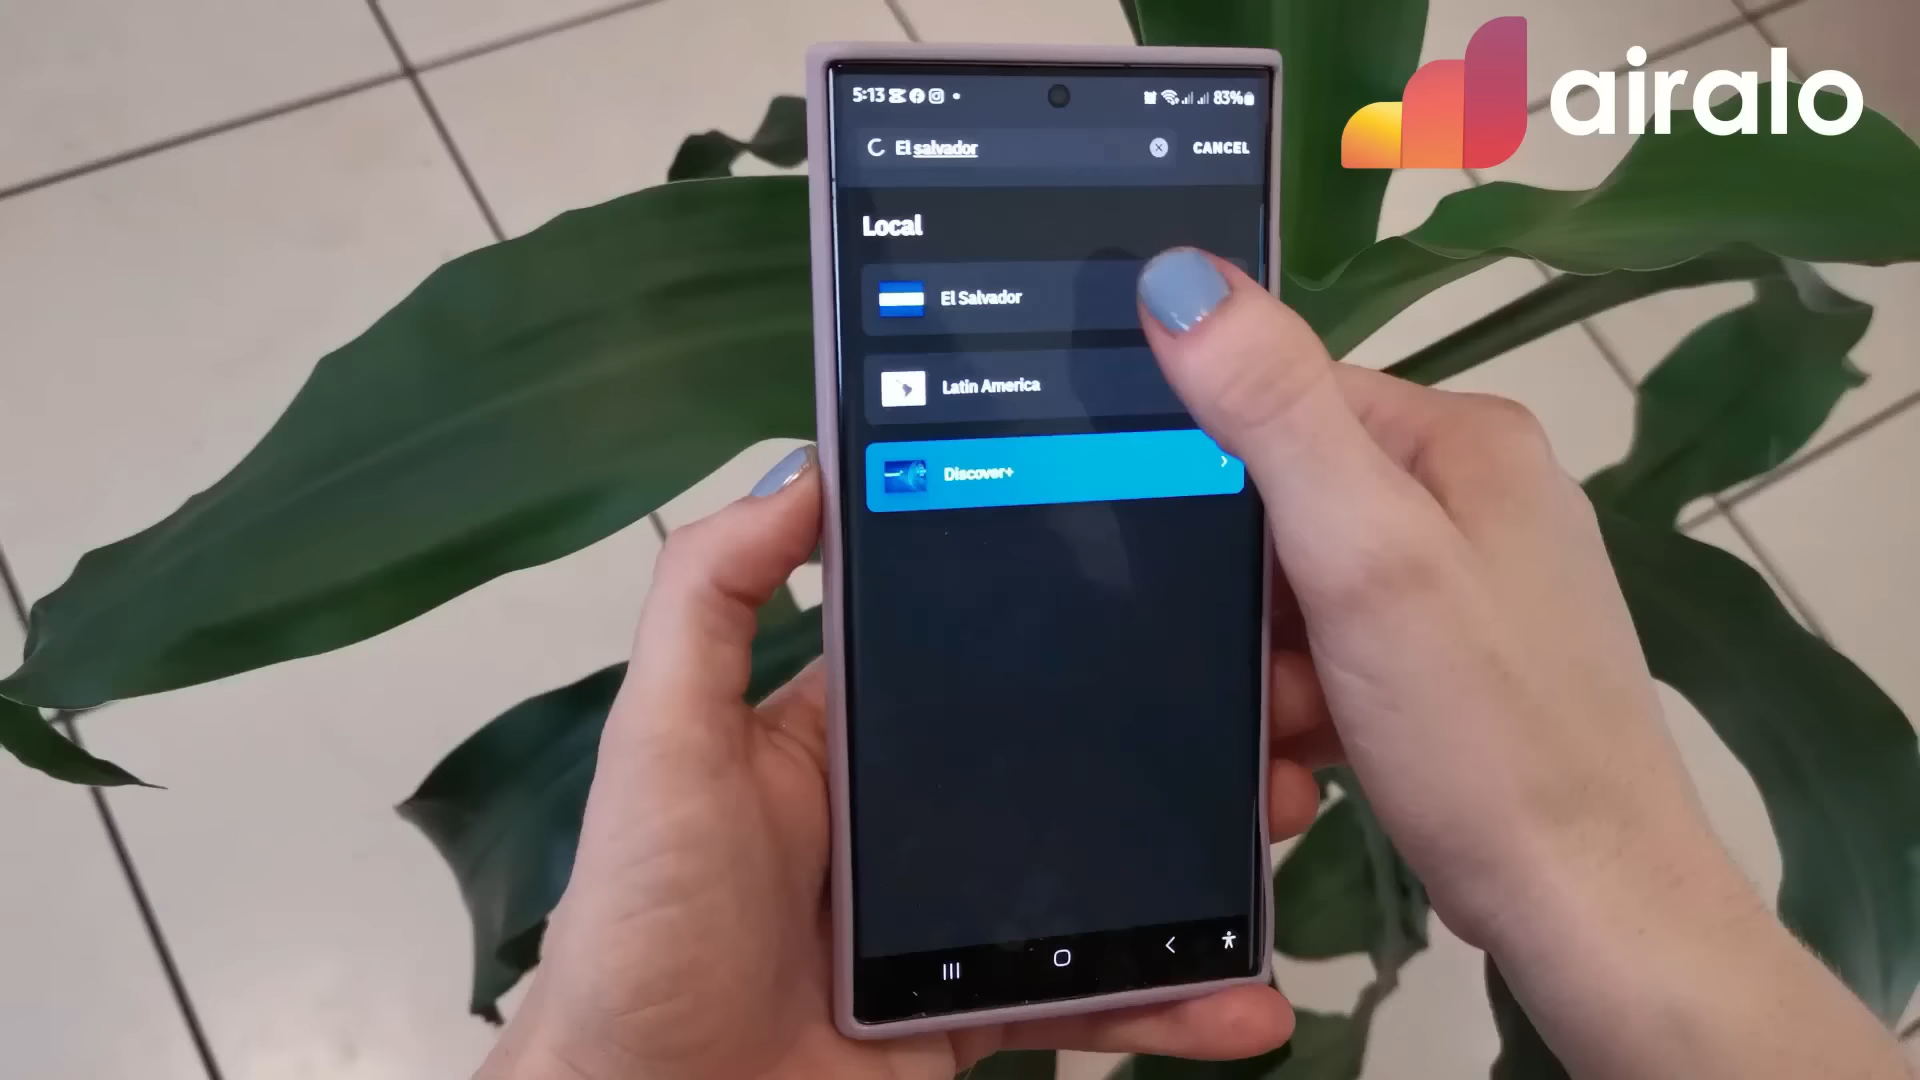 airalo
5:13
83%
El salvador
CANCEL
Local
El Salvador
Latin America
Discover+